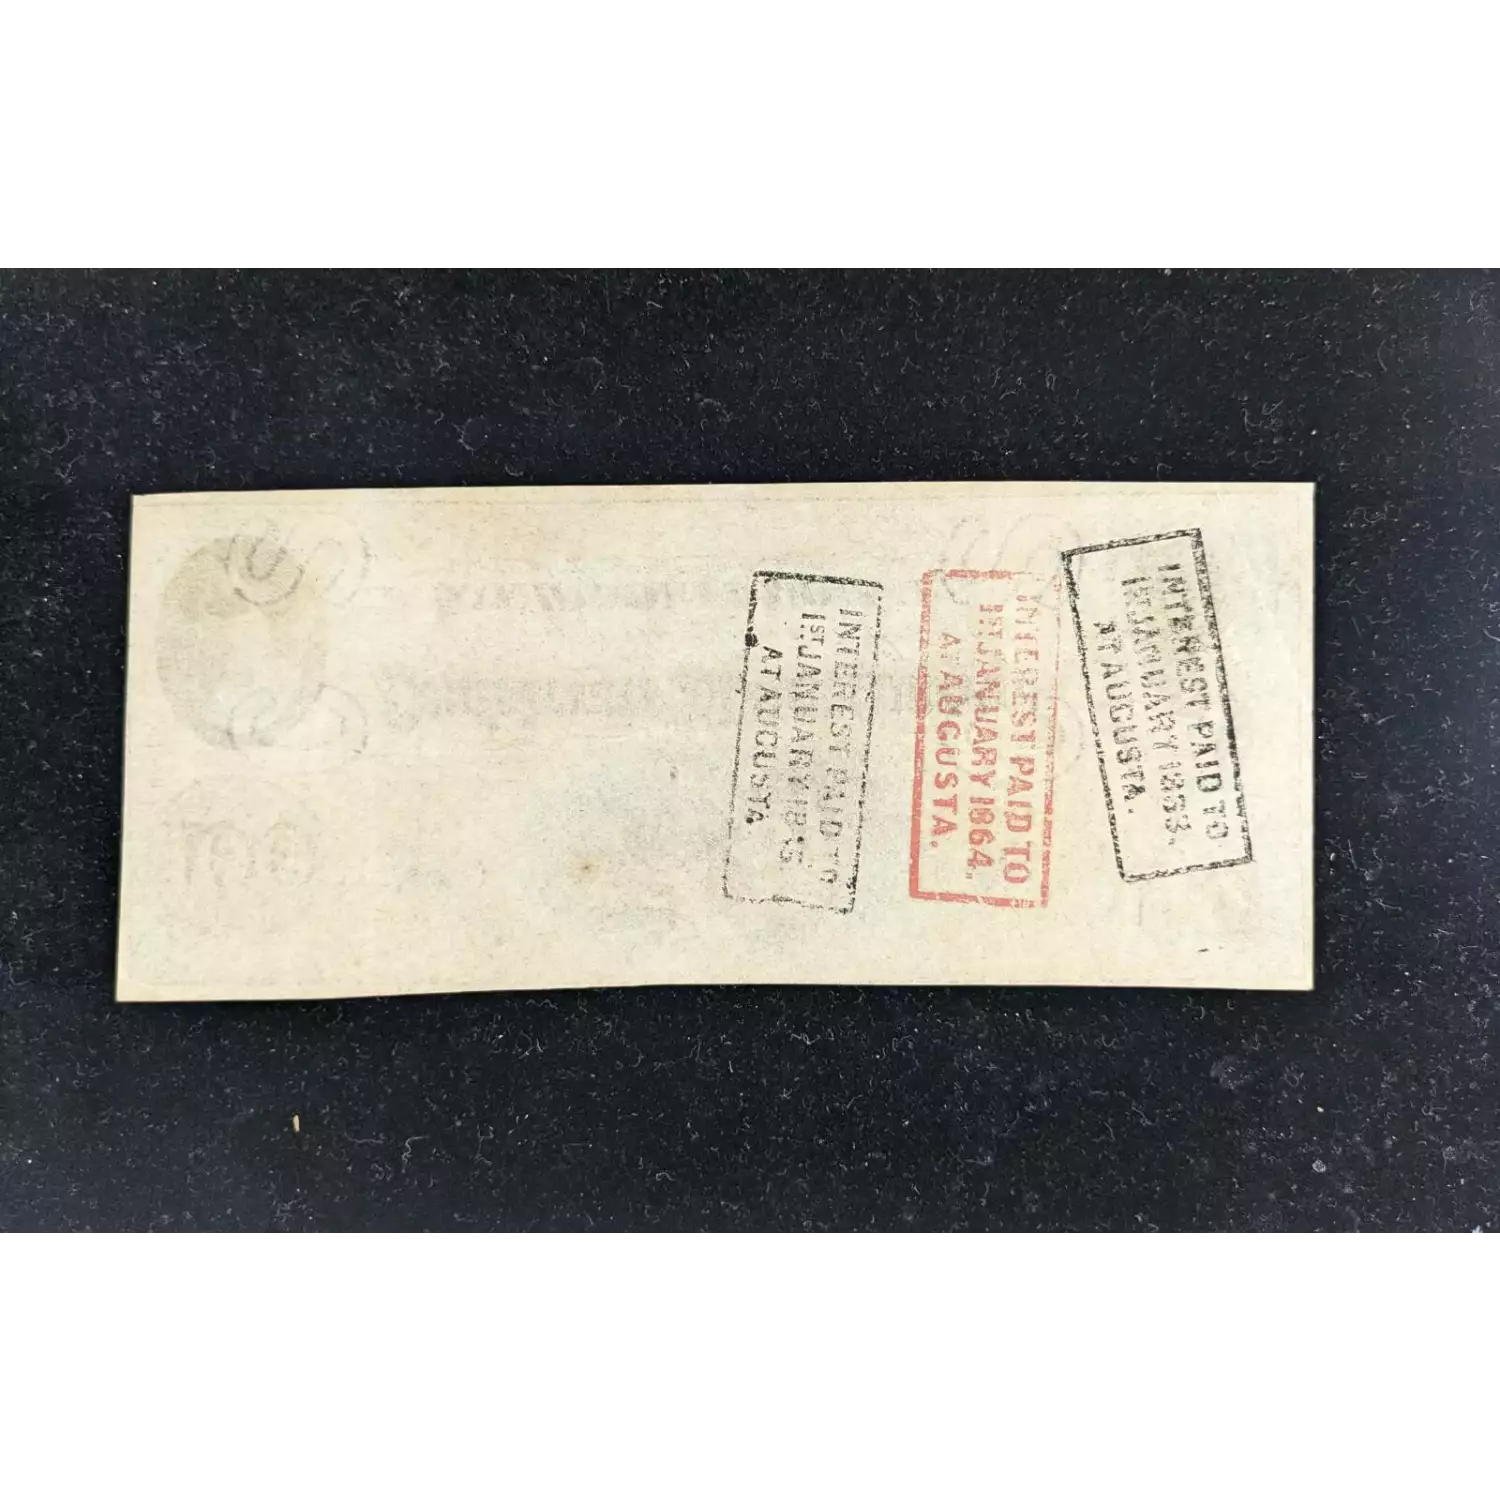 INTEREST PAID TO
1ST JANUARY 1863.
AT AUGUSTA.
INTEREST PAID TO
1ST JANUARY 1864.
AT AUGUSTA.
INTEREST PAID TO
1ST JANUARY
AT AUGUSTA.